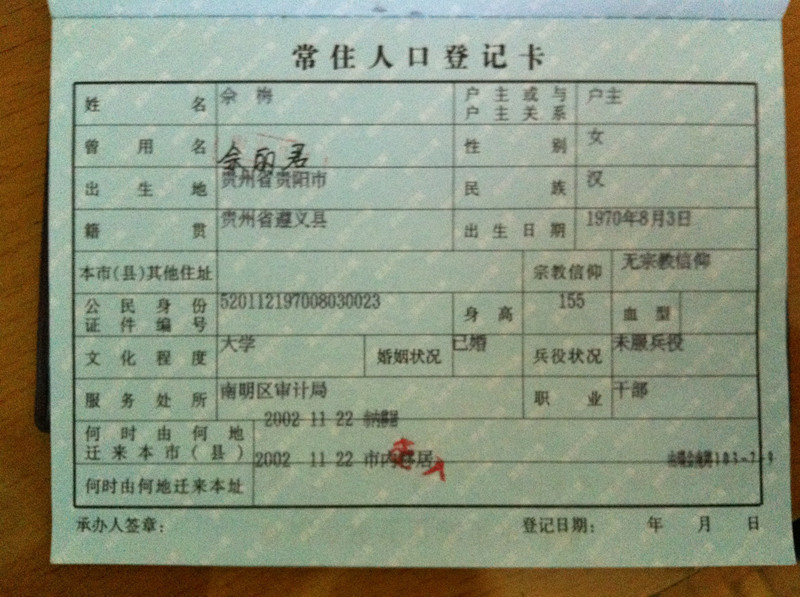 常住人口登记卡
姓名 佘 梅 户主或与户主关系 户主
曾用名 佘丽君 性别 女
出生地 贵州省贵阳市 民族 汉
籍贯 贵州省遵义县 出生日期 1970年8月3日
本市(县)其他住址 宗教信仰 无宗教信仰
公民身份证件编号 520112197008030023 身高 155 血型
文化程度 大学 婚姻状况 已婚 兵役状况 未服兵役
服务处所 南明区审计局 职业 干部
何时由何地迁来本市(县) 2002 11 22
2002 11 22 市内 居 103-7-9
何时由何地迁来本址
承办人签章: 登记日期: 年 月 日